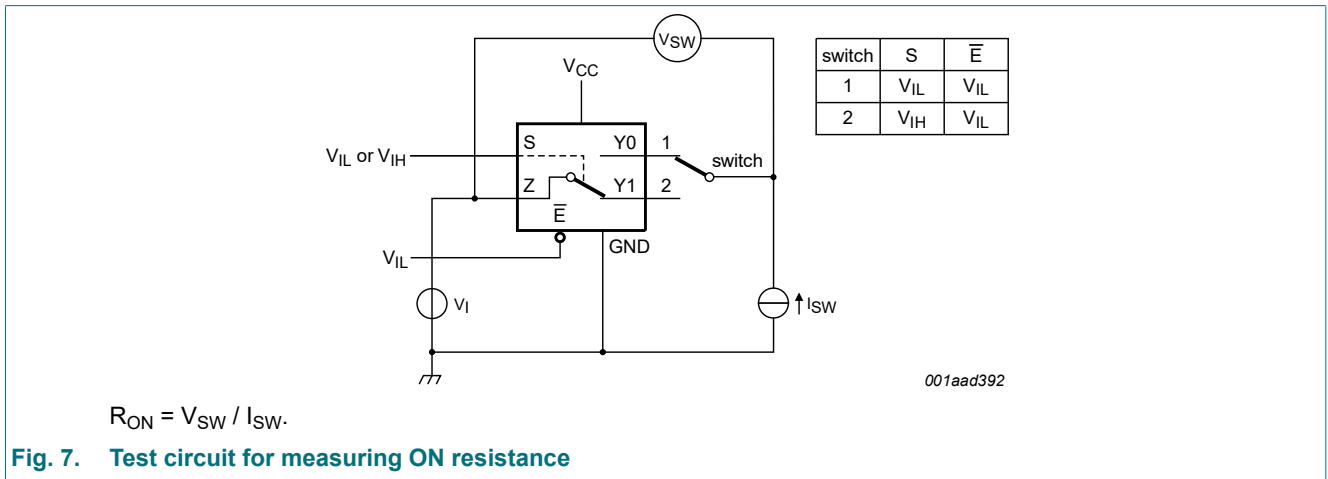 VSW
VCC
switch S E̅
1 VIL VIL
2 VIH VIL
VIL or VIH
S
Y0
1
switch
Z
Y1
2
E̅
GND
VIL
VI
ISW
001aad392
RON = VSW / ISW.
Fig. 7. Test circuit for measuring ON resistance